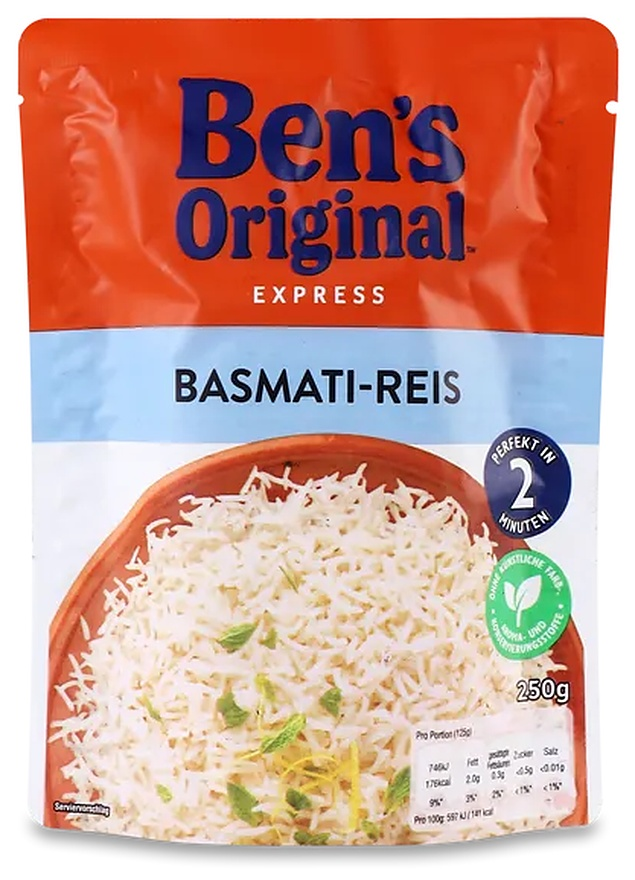 Ben's
Original™
EXPRESS
BASMATI-REIS
PERFEKT IN
2
MINUTEN
OHNE KÜNSTLICHE FARB-,
AROMA- UND
KONSERVIERUNGSSTOFFE
250g
Pro Portion (125g)
Fett gesättigte Fettsäuren Zucker Salz
746kJ
176kcal 2.0g 0.3g <0.5g <0.01g
9%* 3%* 2%* <1%* <1%*
Pro 100g: 597 kJ / 141 kcal
Serviervorschlag